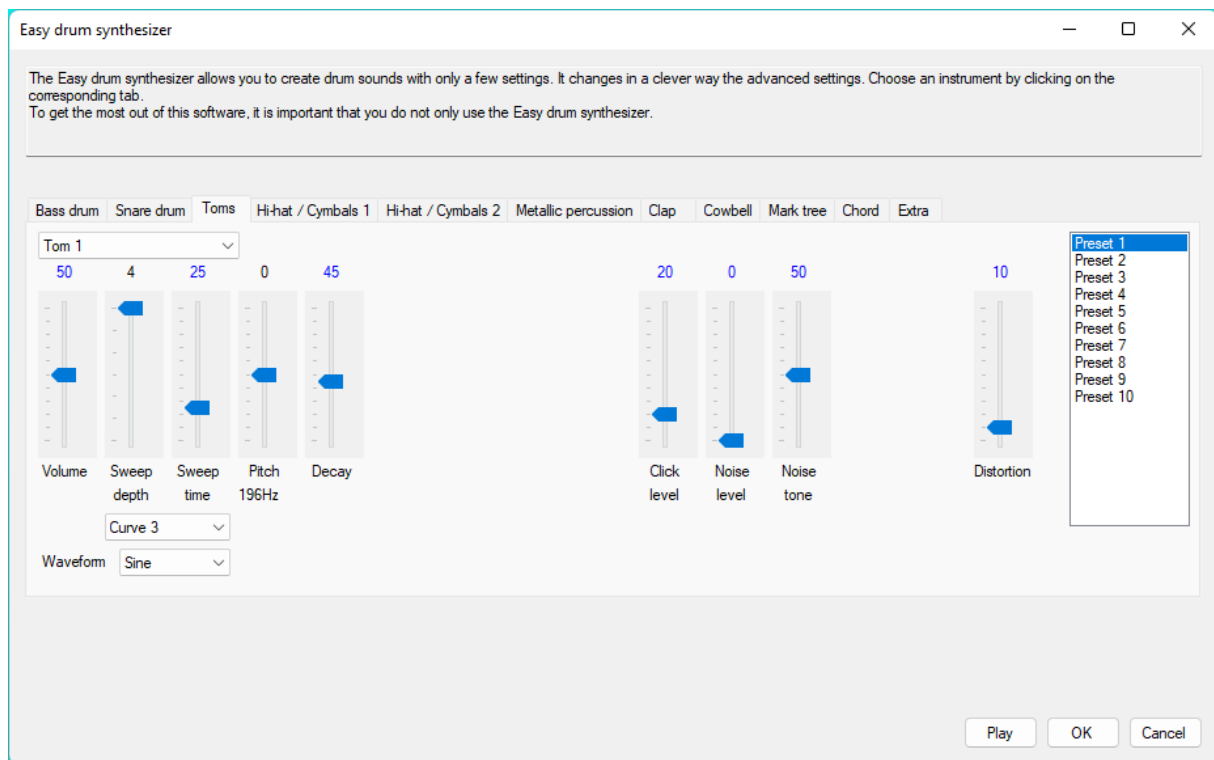 Easy drum synthesizer
The Easy drum synthesizer allows you to create drum sounds with only a few settings. It changes in a clever way the advanced settings. Choose an instrument by clicking on the
corresponding tab.
To get the most out of this software, it is important that you do not only use the Easy drum synthesizer.
Bass drum Snare drum Toms Hi-hat / Cymbals 1 Hi-hat / Cymbals 2 Metallic percussion Clap Cowbell Mark tree Chord Extra
Tom 1
50 4 25 0 45 20 0 50 10
Volume Sweep Sweep Pitch Decay Click Noise Noise Distortion
depth time 196Hz level level tone
Curve 3
Waveform Sine
Preset 1
Preset 2
Preset 3
Preset 4
Preset 5
Preset 6
Preset 7
Preset 8
Preset 9
Preset 10
Play OK Cancel